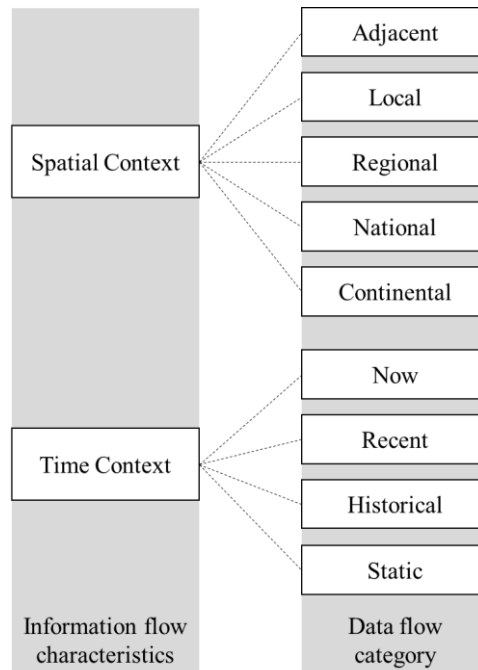 Adjacent
Local
Spatial Context
Regional
National
Continental
Now
Recent
Time Context
Historical
Static
Information flow
characteristics
Data flow
category